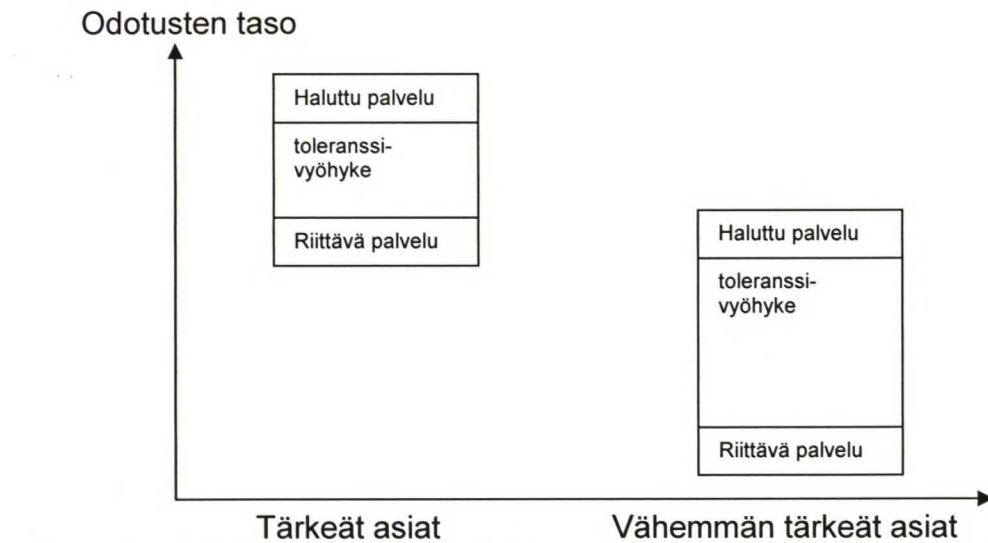 Odotusten taso
Haluttu palvelu
toleranssi-
vyöhyke
Riittävä palvelu
Haluttu palvelu
toleranssi-
vyöhyke
Riittävä palvelu
Tärkeät asiat
Vähemmän tärkeät asiat